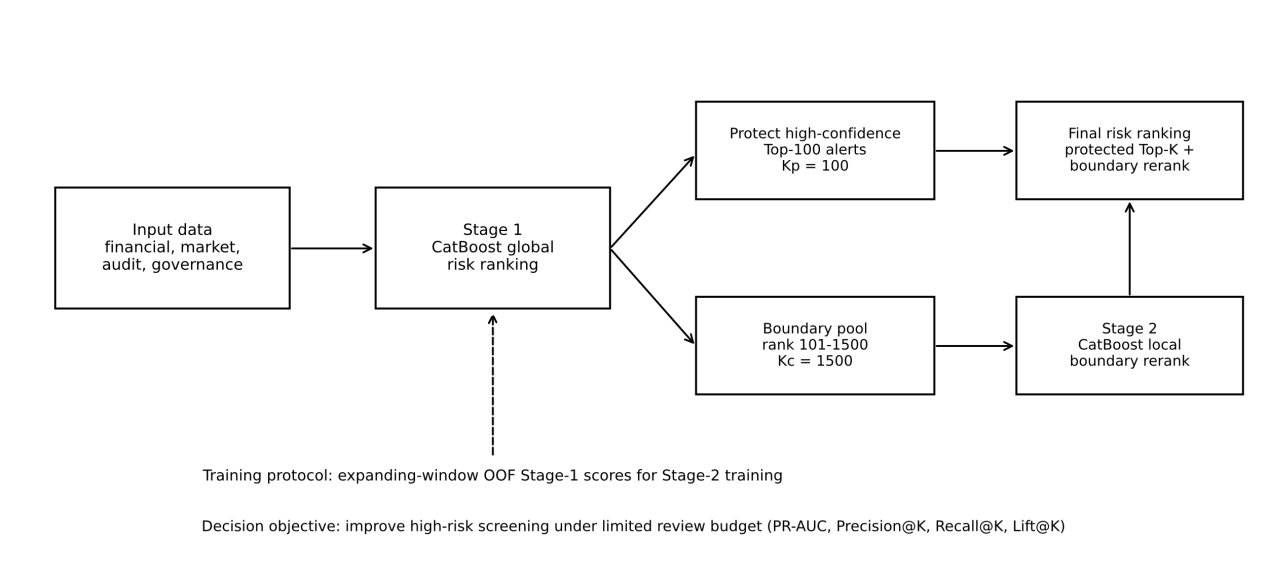 Input data
financial, market,
audit, governance
Stage 1
CatBoost global
risk ranking
Protect high-confidence
Top-100 alerts
Kp = 100
Final risk ranking
protected Top-K +
boundary rerank
Boundary pool
rank 101-1500
Kc = 1500
Stage 2
CatBoost local
boundary rerank
Training protocol: expanding-window OOF Stage-1 scores for Stage-2 training
Decision objective: improve high-risk screening under limited review budget (PR-AUC, Precision@K, Recall@K, Lift@K)